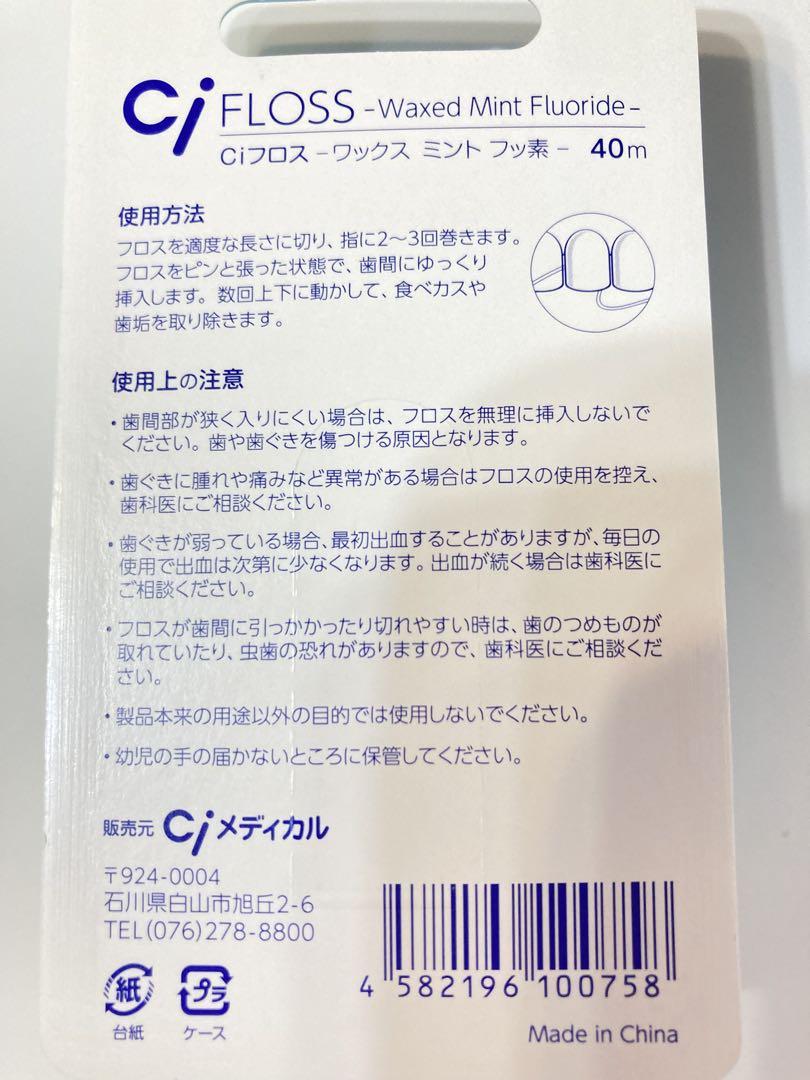 Ci FLOSS -Waxed Mint Fluoride-
Ciフロス -ワックス ミント フッ素- 40m
使用方法
フロスを適度な長さに切り、指に2〜3回巻きます。
フロスをピンと張った状態で、歯間にゆっくり
挿入します。数回上下に動かして、食べカスや
歯垢を取り除きます。
使用上の注意
・歯間部が狭く入りにくい場合は、フロスを無理に挿入しないで
ください。歯や歯ぐきを傷つける原因となります。
・歯ぐきに腫れや痛みなど異常がある場合はフロスの使用を控え、
歯科医にご相談ください。
・歯ぐきが弱っている場合、最初出血することがありますが、毎日の
使用で出血は次第に少なくなります。出血が続く場合は歯科医に
ご相談ください。
・フロスが歯間に引っかかったり切れやすい時は、歯のつめものが
取れていたり、虫歯の恐れがありますので、歯科医にご相談くだ
さい。
・製品本来の用途以外の目的では使用しないでください。
・幼児の手の届かないところに保管してください。
販売元 Ciメディカル
〒924-0004
石川県白山市旭丘2-6
TEL(076)278-8800
紙 プラ
台紙 ケース
4 582196 100758
Made in China